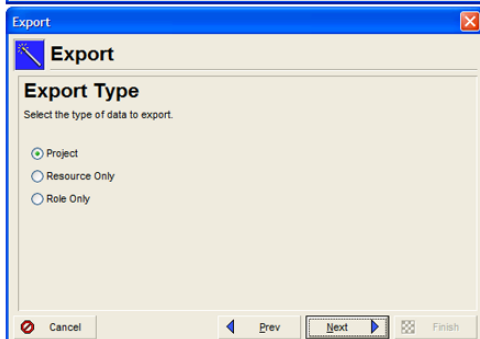 Export
Export
Export Type
Select the type of data to export.
Project
Resource Only
Role Only
Cancel
Prev
Next
Finish